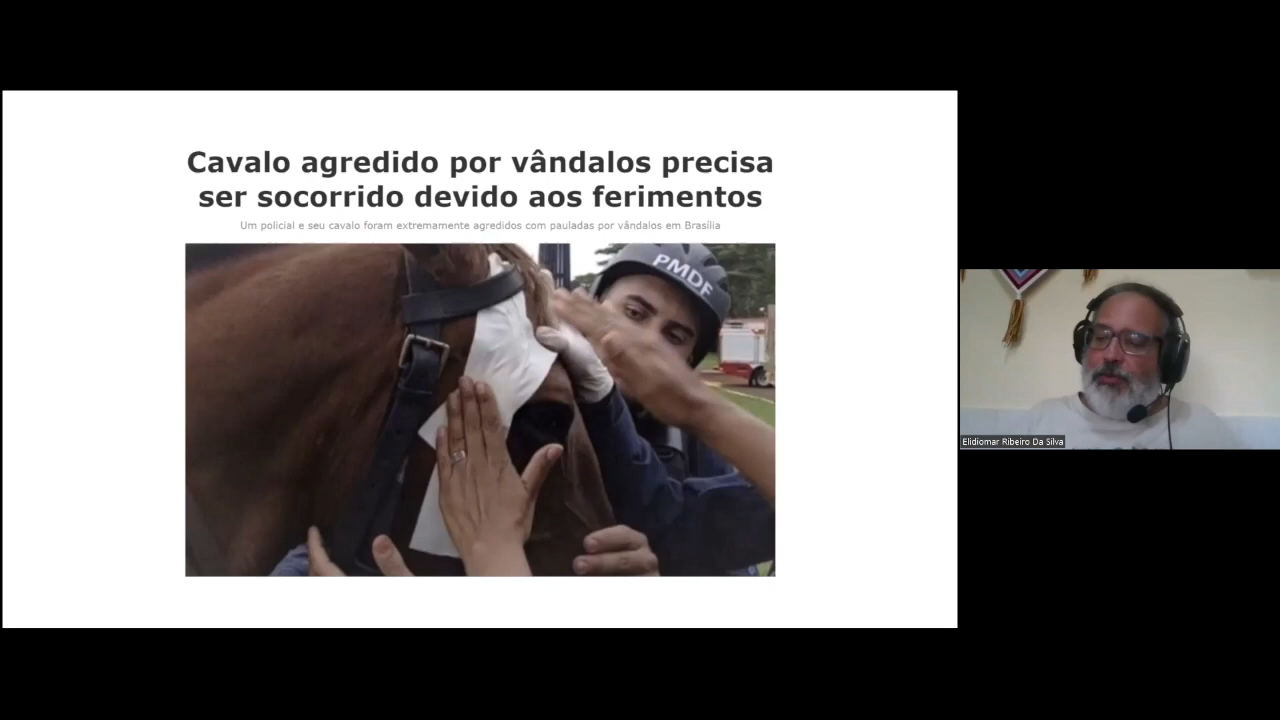 Cavalo agredido por vândalos precisa
ser socorrido devido aos ferimentos
Um policial e seu cavalo foram extremamente agredidos com pauladas por vândalos em Brasília
PMDF
Elidiomar Ribeiro Da Silva